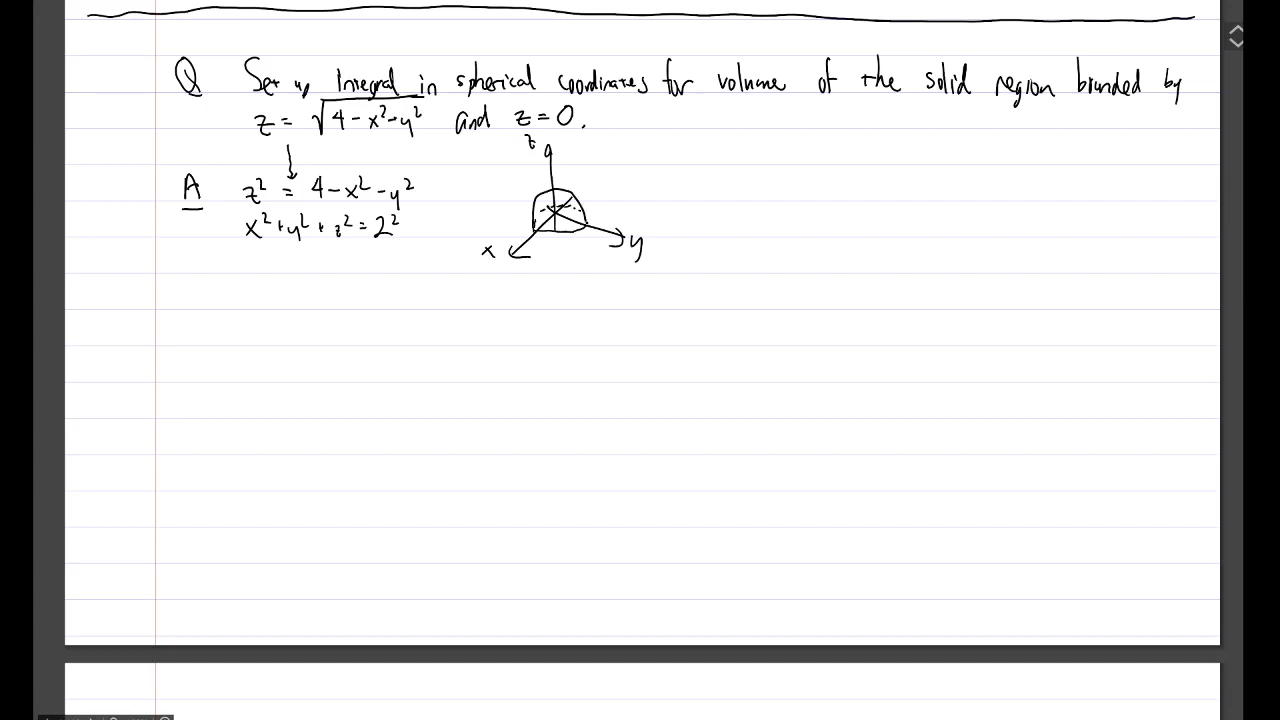 Q Set up Integral in spherical coordinates for volume of the solid region bounded by
z = √4 - x² - y² and z = 0.
A z² = 4 - x² - y²
x² + y² + z² = 2²
z
x
y